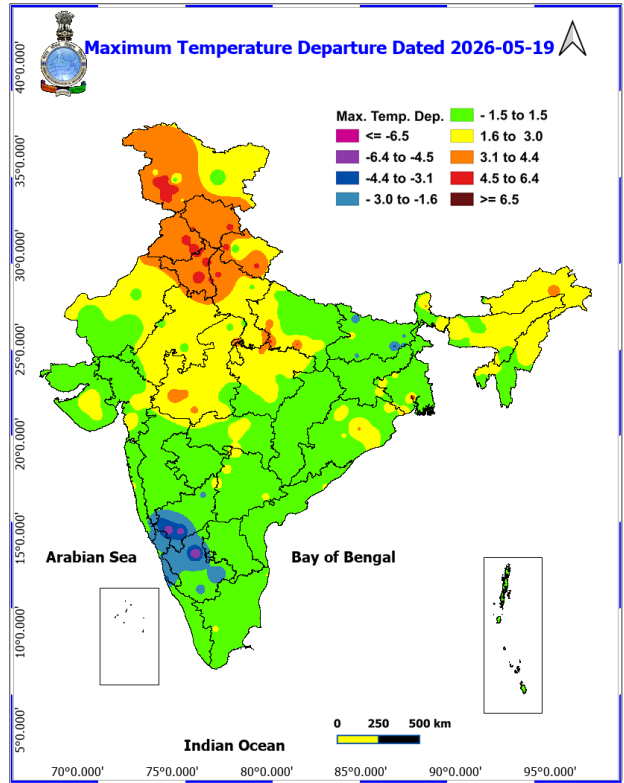 Maximum Temperature Departure Dated 2026-05-19
Max. Temp. Dep.
<= -6.5
-6.4 to -4.5
-4.4 to -3.1
- 3.0 to -1.6
- 1.5 to 1.5
1.6 to 3.0
3.1 to 4.4
4.5 to 6.4
>= 6.5
40°0.000'
35°0.000'
30°0.000'
25°0.000'
20°0.000'
15°0.000'
10°0.000'
5°0.000'
Arabian Sea
Bay of Bengal
Indian Ocean
0 250 500 km
70°0.000' 75°0.000' 80°0.000' 85°0.000' 90°0.000' 95°0.000'